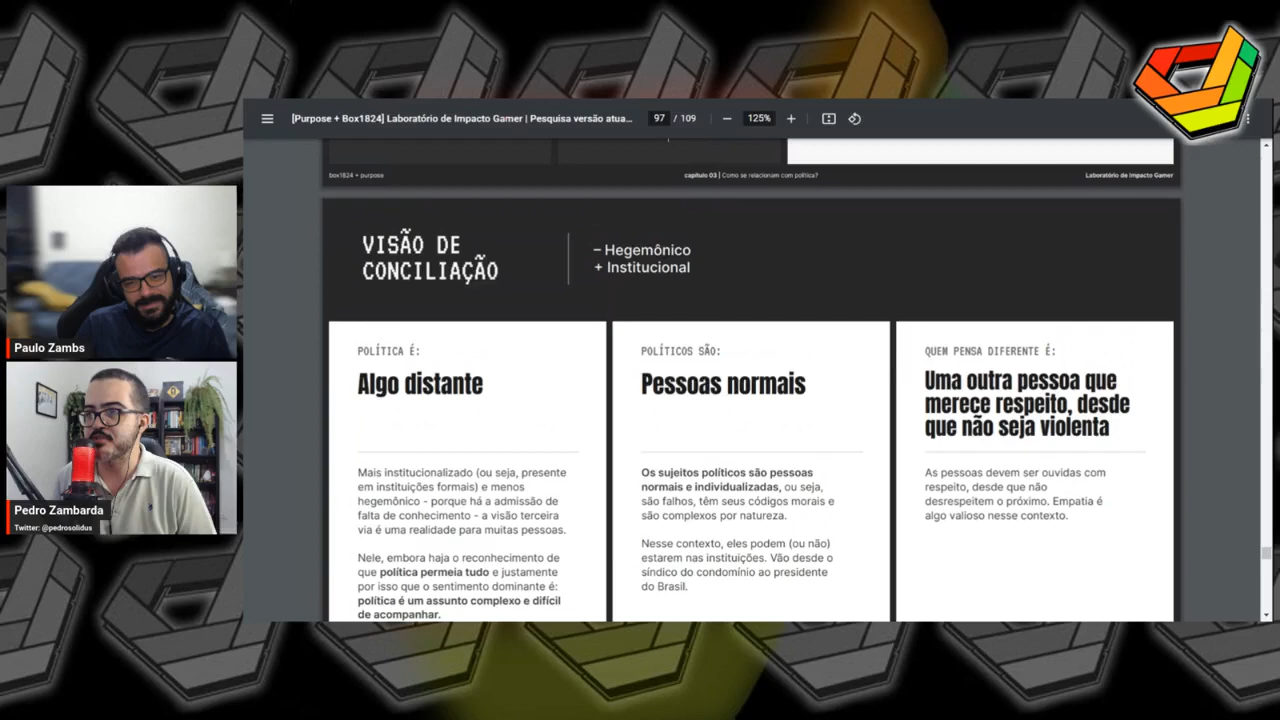 [Purpose + Box1824] Laboratório de Impacto Gamer | Pesquisa versão atua...
97 / 109
125%
box1824 + purpose
capítulo 03 | Como se relacionam com política?
Laboratório de Impacto Gamer
VISÃO DE
CONCILIAÇÃO
– Hegemônico
+ Institucional
POLÍTICA É:
Algo distante
Mais institucionalizado (ou seja, presente
em instituições formais) e menos
hegemônico - porque há a admissão de
falta de conhecimento - a visão terceira
via é uma realidade para muitas pessoas.
Nele, embora haja o reconhecimento de
que política permeia tudo e justamente
por isso que o sentimento dominante é:
política é um assunto complexo e difícil
de acompanhar.
POLÍTICOS SÃO:
Pessoas normais
Os sujeitos políticos são pessoas
normais e individualizadas, ou seja,
são falhos, têm seus códigos morais e
são complexos por natureza.
Nesse contexto, eles podem (ou não)
estarem nas instituições. Vão desde o
síndico do condomínio ao presidente
do Brasil.
QUEM PENSA DIFERENTE É:
Uma outra pessoa que
merece respeito, desde
que não seja violenta
As pessoas devem ser ouvidas com
respeito, desde que não
desrespeitem o próximo. Empatia é
algo valioso nesse contexto.
Paulo Zambs
Pedro Zambarda
Twitter: @pedrosolidus